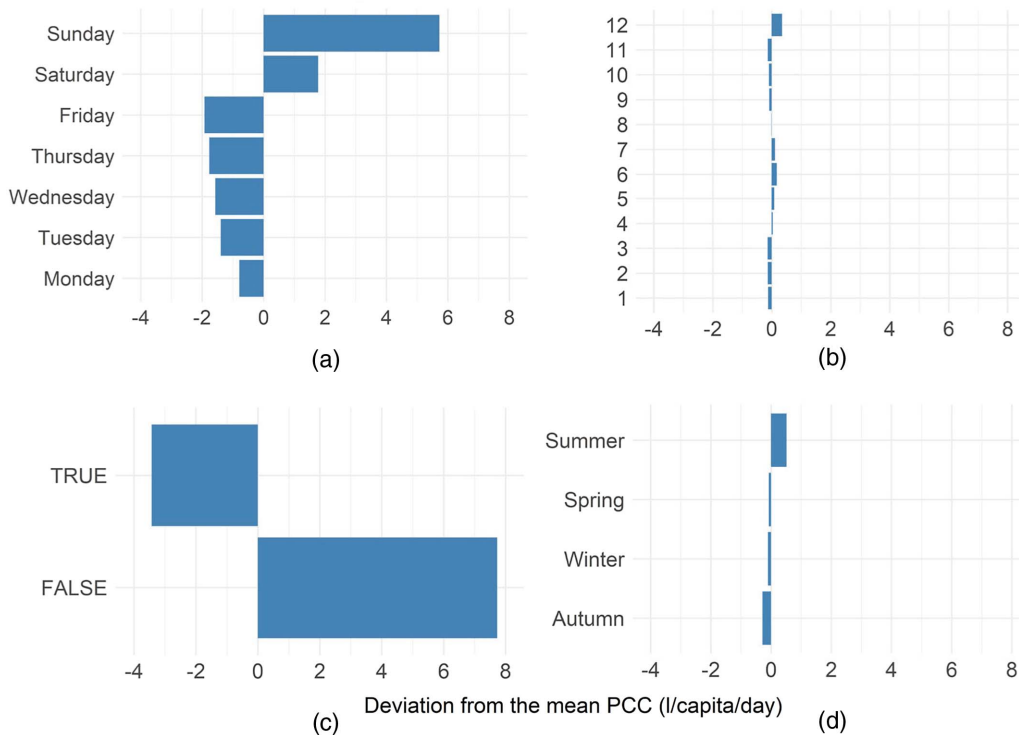 Sunday
Saturday
Friday
Thursday
Wednesday
Tuesday
Monday
-4 -2 0 2 4 6 8
(a)
12
11
10
9
8
7
6
5
4
3
2
1
-4 -2 0 2 4 6 8
(b)
TRUE
FALSE
-4 -2 0 2 4 6 8
(c)
Summer
Spring
Winter
Autumn
-4 -2 0 2 4 6 8
(d)
Deviation from the mean PCC (l/capita/day)